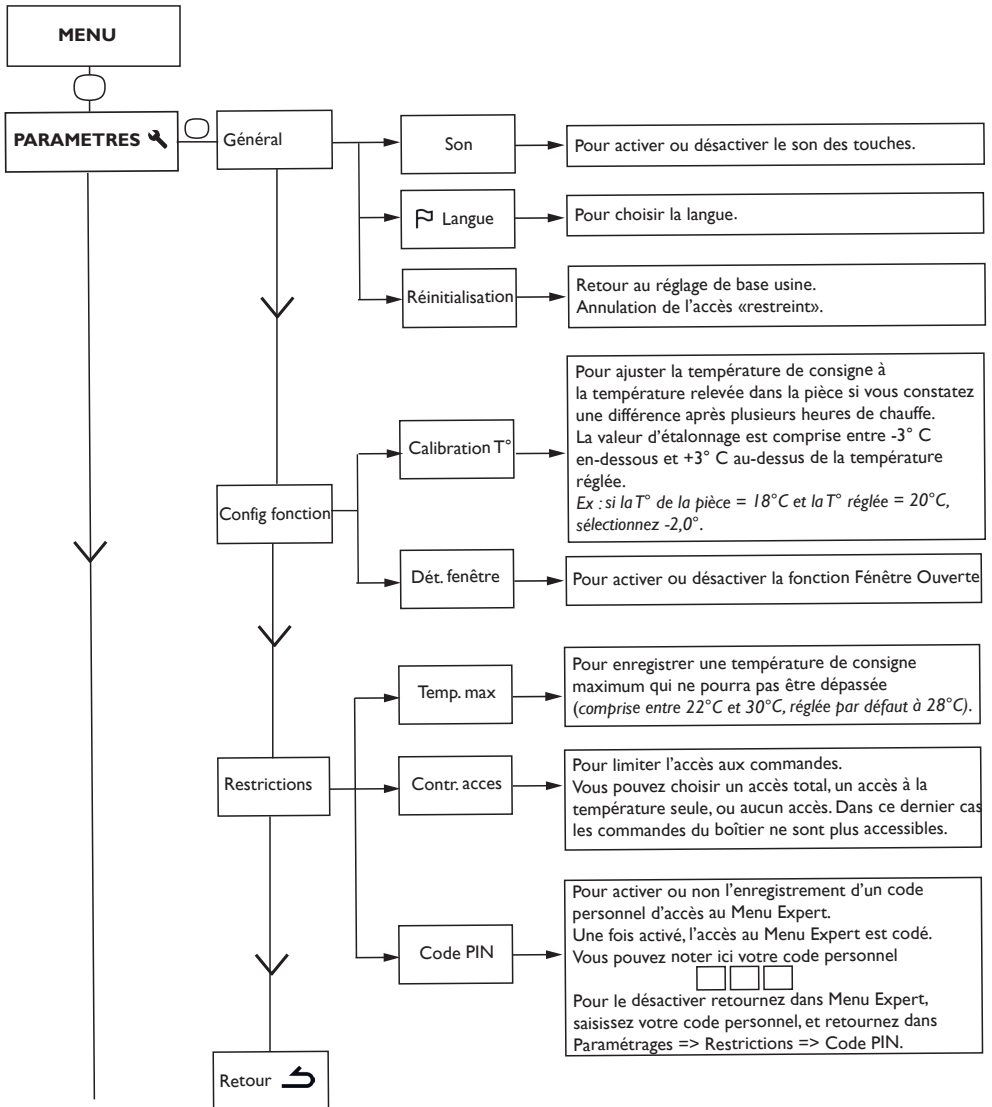 MENU
PARAMETRES
Général
Son
Pour activer ou désactiver le son des touches.
Langue
Pour choisir la langue.
Réinitialisation
Retour au réglage de base usine.
Annulation de l'accès «restreint».
Config fonction
Calibration T°
Pour ajuster la température de consigne à
la température relevée dans la pièce si vous constatez
une différence après plusieurs heures de chauffe.
La valeur d'étalonnage est comprise entre -3° C
en-dessous et +3° C au-dessus de la température
réglée.
Ex : si la T° de la pièce = 18°C et la T° réglée = 20°C,
sélectionnez -2,0°.
Dét. fenêtre
Pour activer ou désactiver la fonction Fénêtre Ouverte
Restrictions
Temp. max
Pour enregistrer une température de consigne
maximum qui ne pourra pas être dépassée
(comprise entre 22°C et 30°C, réglée par défaut à 28°C).
Contr. acces
Pour limiter l'accès aux commandes.
Vous pouvez choisir un accès total, un accès à la
température seule, ou aucun accès. Dans ce dernier cas
les commandes du boîtier ne sont plus accessibles.
Code PIN
Pour activer ou non l'enregistrement d'un code
personnel d'accès au Menu Expert.
Une fois activé, l'accès au Menu Expert est codé.
Vous pouvez noter ici votre code personnel
Pour le désactiver retournez dans Menu Expert,
saisissez votre code personnel, et retournez dans
Paramétrages => Restrictions => Code PIN.
Retour